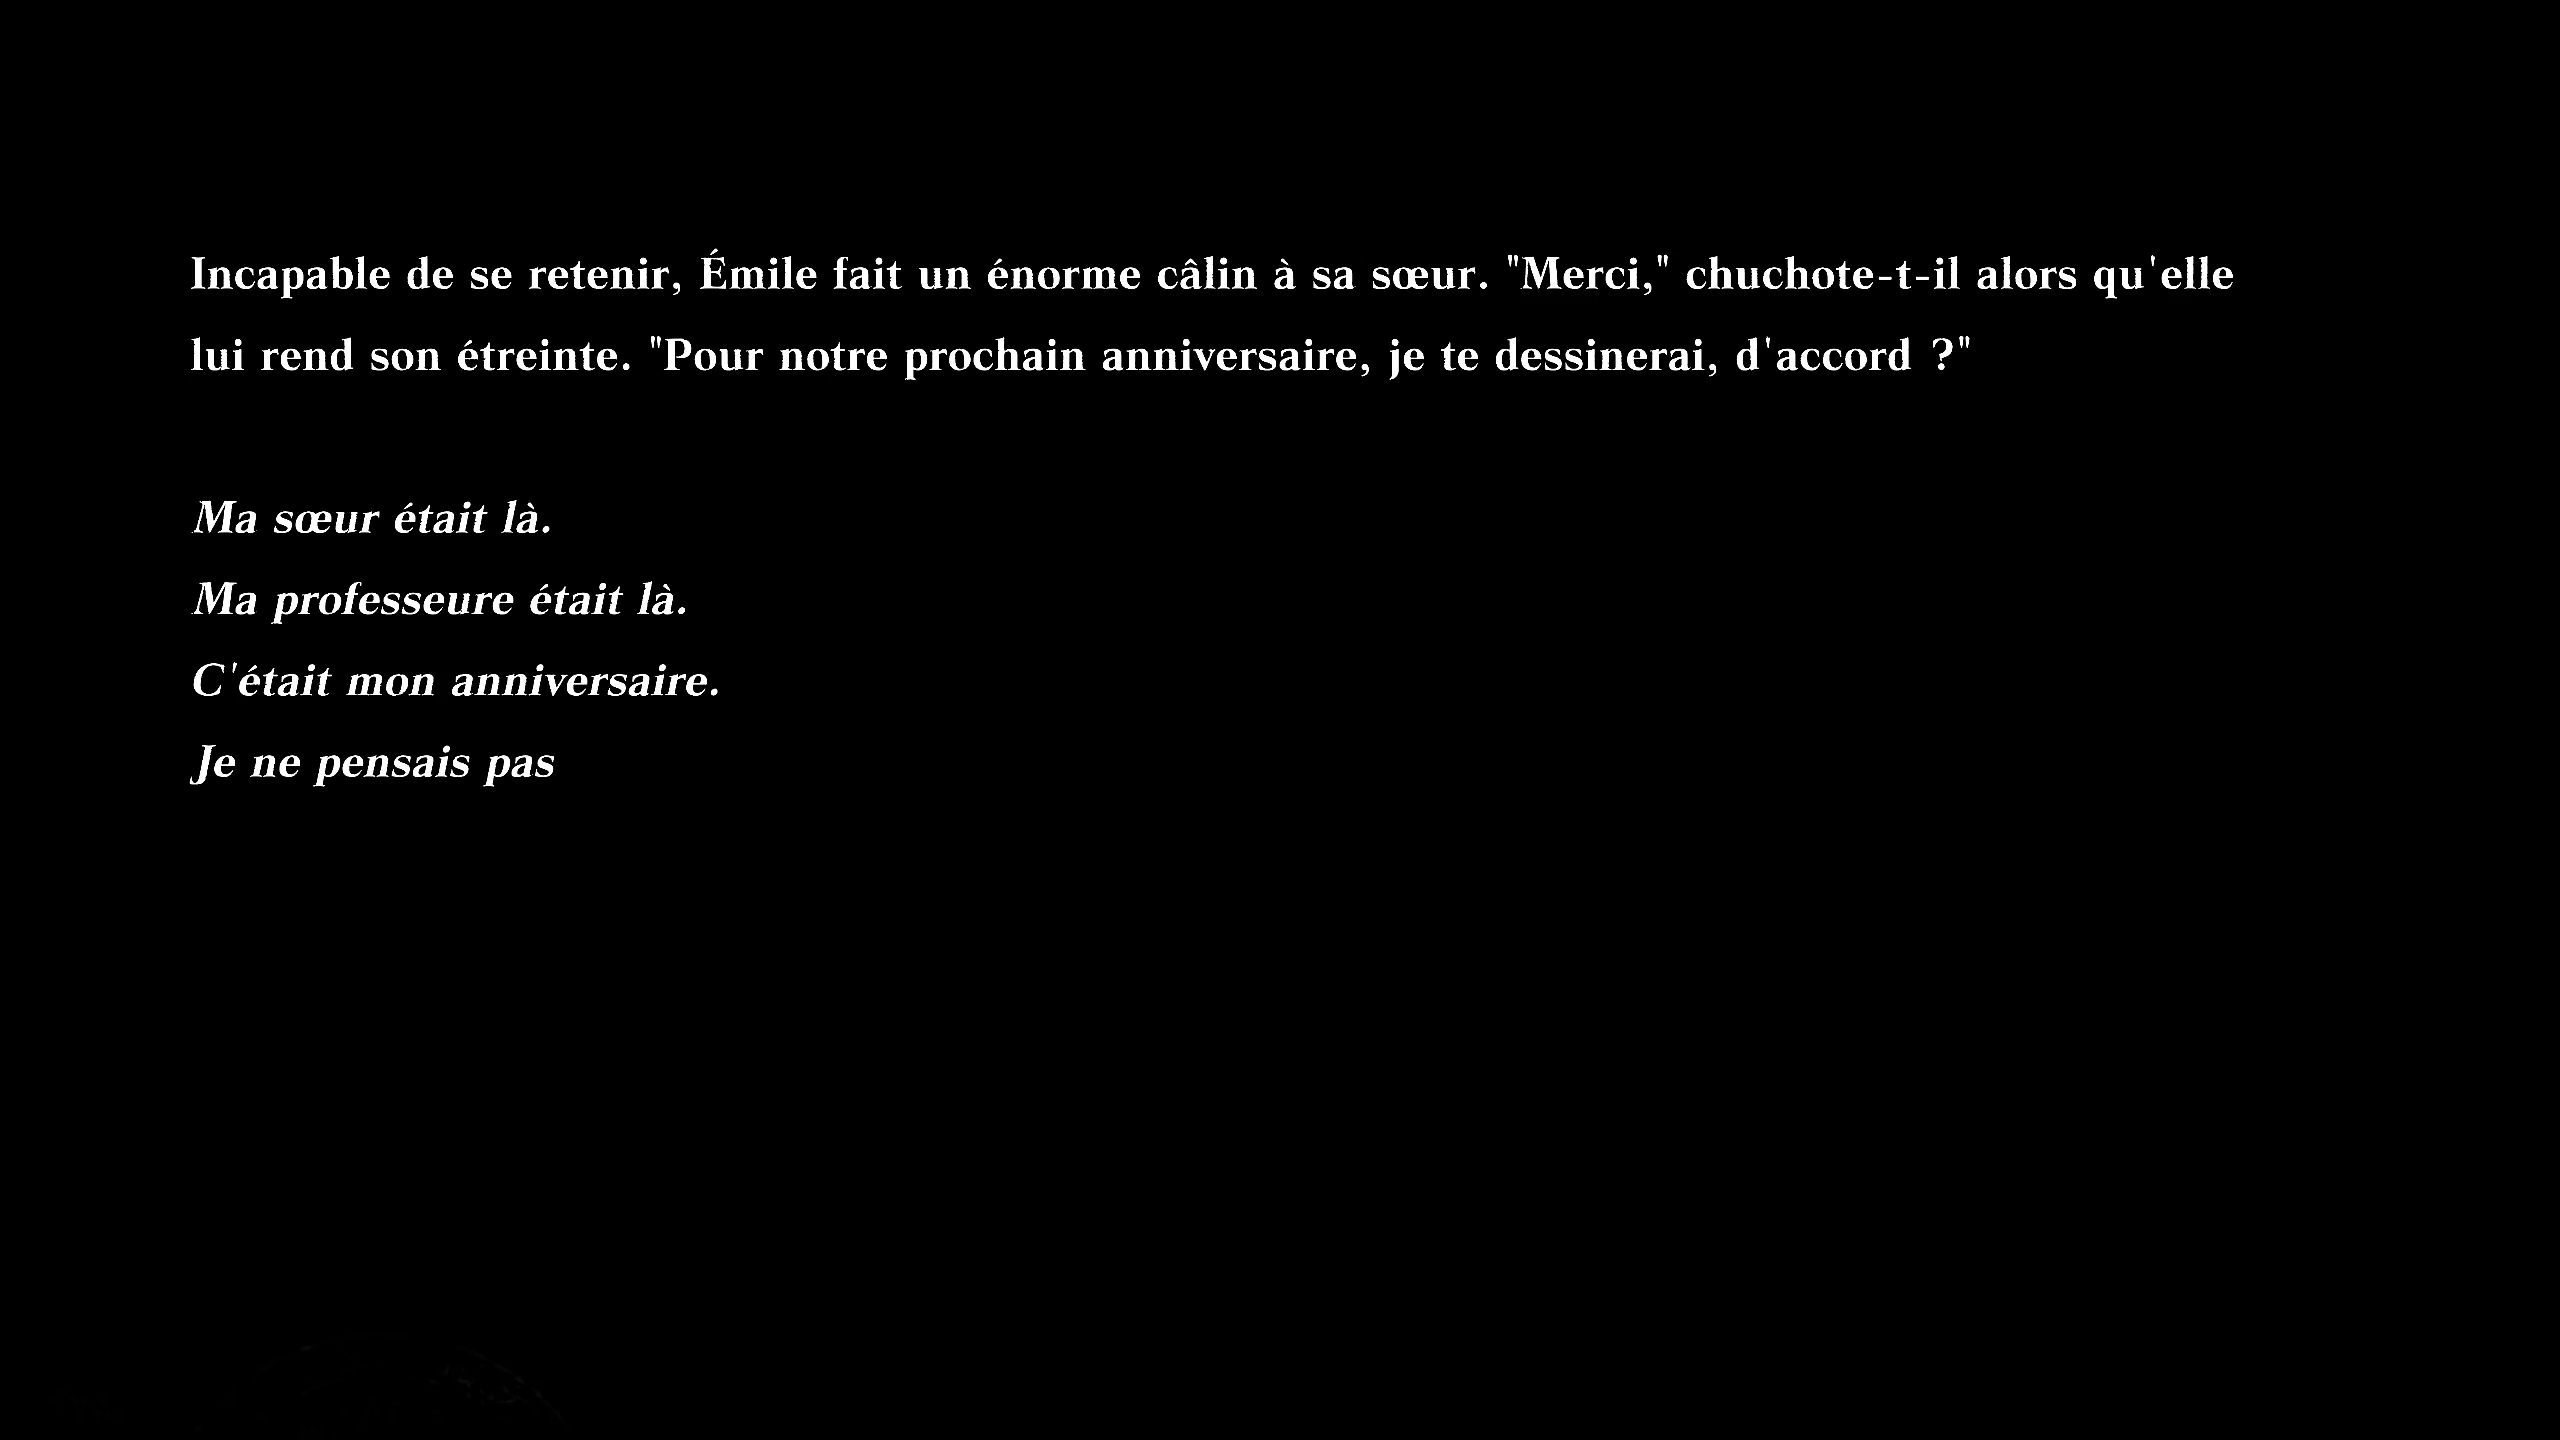 Incapable de se retenir, Émile fait un énorme câlin à sa sœur. "Merci," chuchote-t-il alors qu'elle
lui rend son étreinte. "Pour notre prochain anniversaire, je te dessinerai, d'accord ?"
Ma sœur était là.
Ma professeure était là.
C'était mon anniversaire.
Je ne pensais pas